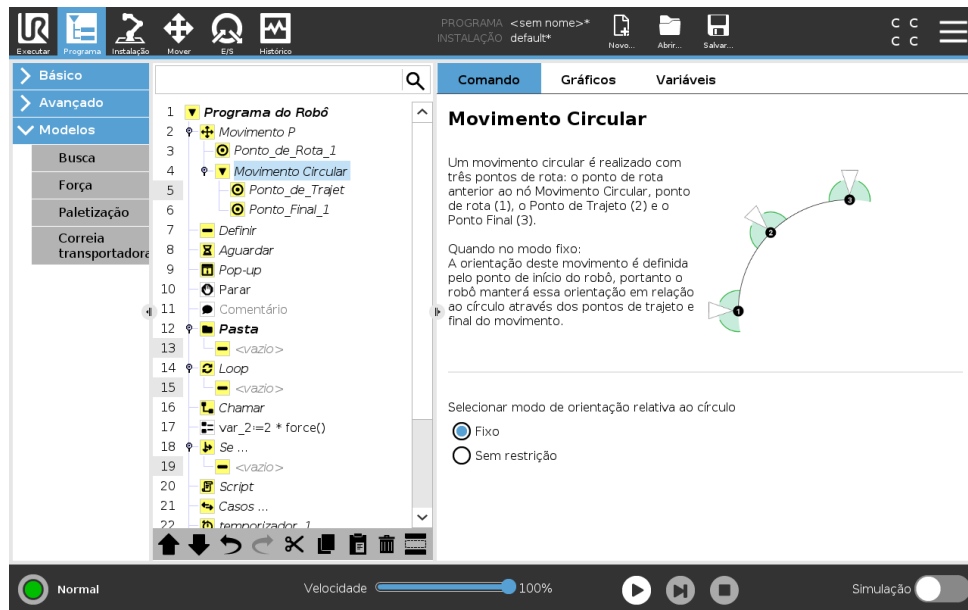 UR
PROGRAMA <sem nome>*
INSTALAÇÃO default*
Executar
Programa
Instalação
Mover
E/S
Histórico
Novo...
Abrir...
Salvar...
C C
C C
Básico
Avançado
Modelos
Busca
Força
Paletização
Correia
transportadora
1 Programa do Robô
2 Movimento P
3 Ponto_de_Rota_1
4 Movimento Circular
5 Ponto_de_Trajet
6 Ponto_Final_1
7 Definir
8 Aguardar
9 Pop-up
10 Parar
11 Comentário
12 Pasta
13 <vazio>
14 Loop
15 <vazio>
16 Chamar
17 var_2:=2 * force()
18 Se ...
19 <vazio>
20 Script
21 Casos ...
22 temporizador_1
Comando
Gráficos
Variáveis
Movimento Circular
Um movimento circular é realizado com
três pontos de rota: o ponto de rota
anterior ao nó Movimento Circular, ponto
de rota (1), o Ponto de Trajeto (2) e o
Ponto Final (3).
Quando no modo fixo:
A orientação deste movimento é definida
pelo ponto de início do robô, portanto o
robô manterá essa orientação em relação
ao círculo através dos pontos de trajeto e
final do movimento.
3
2
1
Selecionar modo de orientação relativa ao círculo
Fixo
Sem restrição
Normal
Velocidade
100%
Simulação